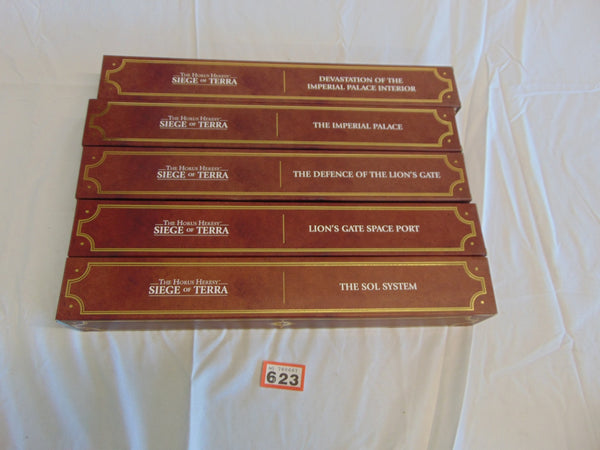 THE HORUS HERESY:
SIEGE OF TERRA
DEVASTATION OF THE
IMPERIAL PALACE INTERIOR
THE HORUS HERESY:
SIEGE OF TERRA
THE IMPERIAL PALACE
THE HORUS HERESY:
SIEGE OF TERRA
THE DEFENCE OF THE LION'S GATE
THE HORUS HERESY:
SIEGE OF TERRA
LION'S GATE SPACE PORT
THE HORUS HERESY:
SIEGE OF TERRA
THE SOL SYSTEM
623